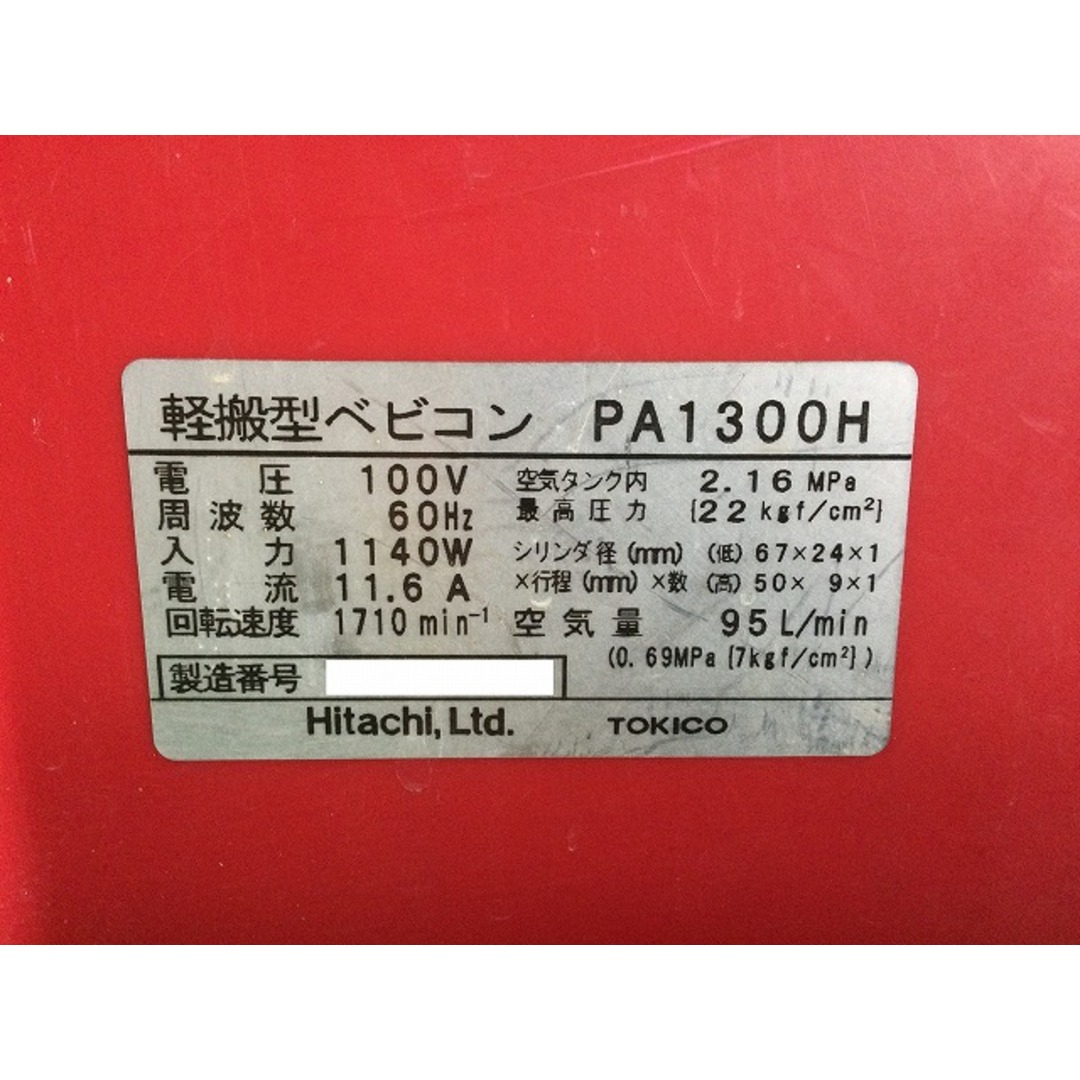 軽搬型ベビコン PA1300H
電圧 100V
周波数 60Hz
入力 1140W
電流 11.6 A
回転速度 1710 min⁻¹
製造番号
空気タンク内 2.16 MPa
最高圧力 [22 kgf/cm²]
シリンダ径(mm) (低) 67×24×1
×行程(mm)×数 (高) 50× 9×1
空気量 95 L/min
(0.69MPa [7kgf/cm²])
Hitachi, Ltd. TOKICO